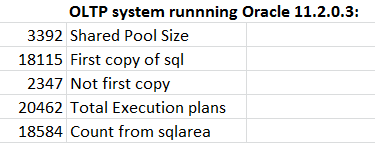 OLTP system runnning Oracle 11.2.0.3:
3392 Shared Pool Size
18115 First copy of sql
2347 Not first copy
20462 Total Execution plans
18584 Count from sqlarea